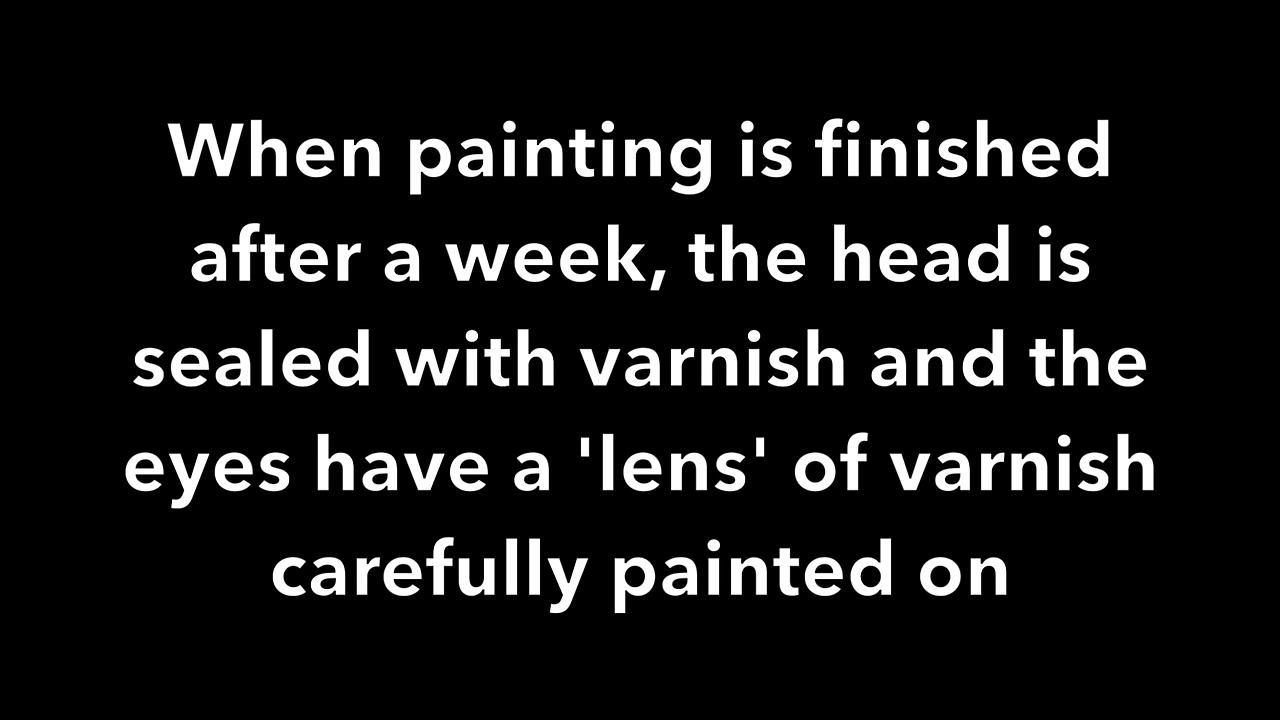 When painting is finished
after a week, the head is
sealed with varnish and the
eyes have a 'lens' of varnish
carefully painted on